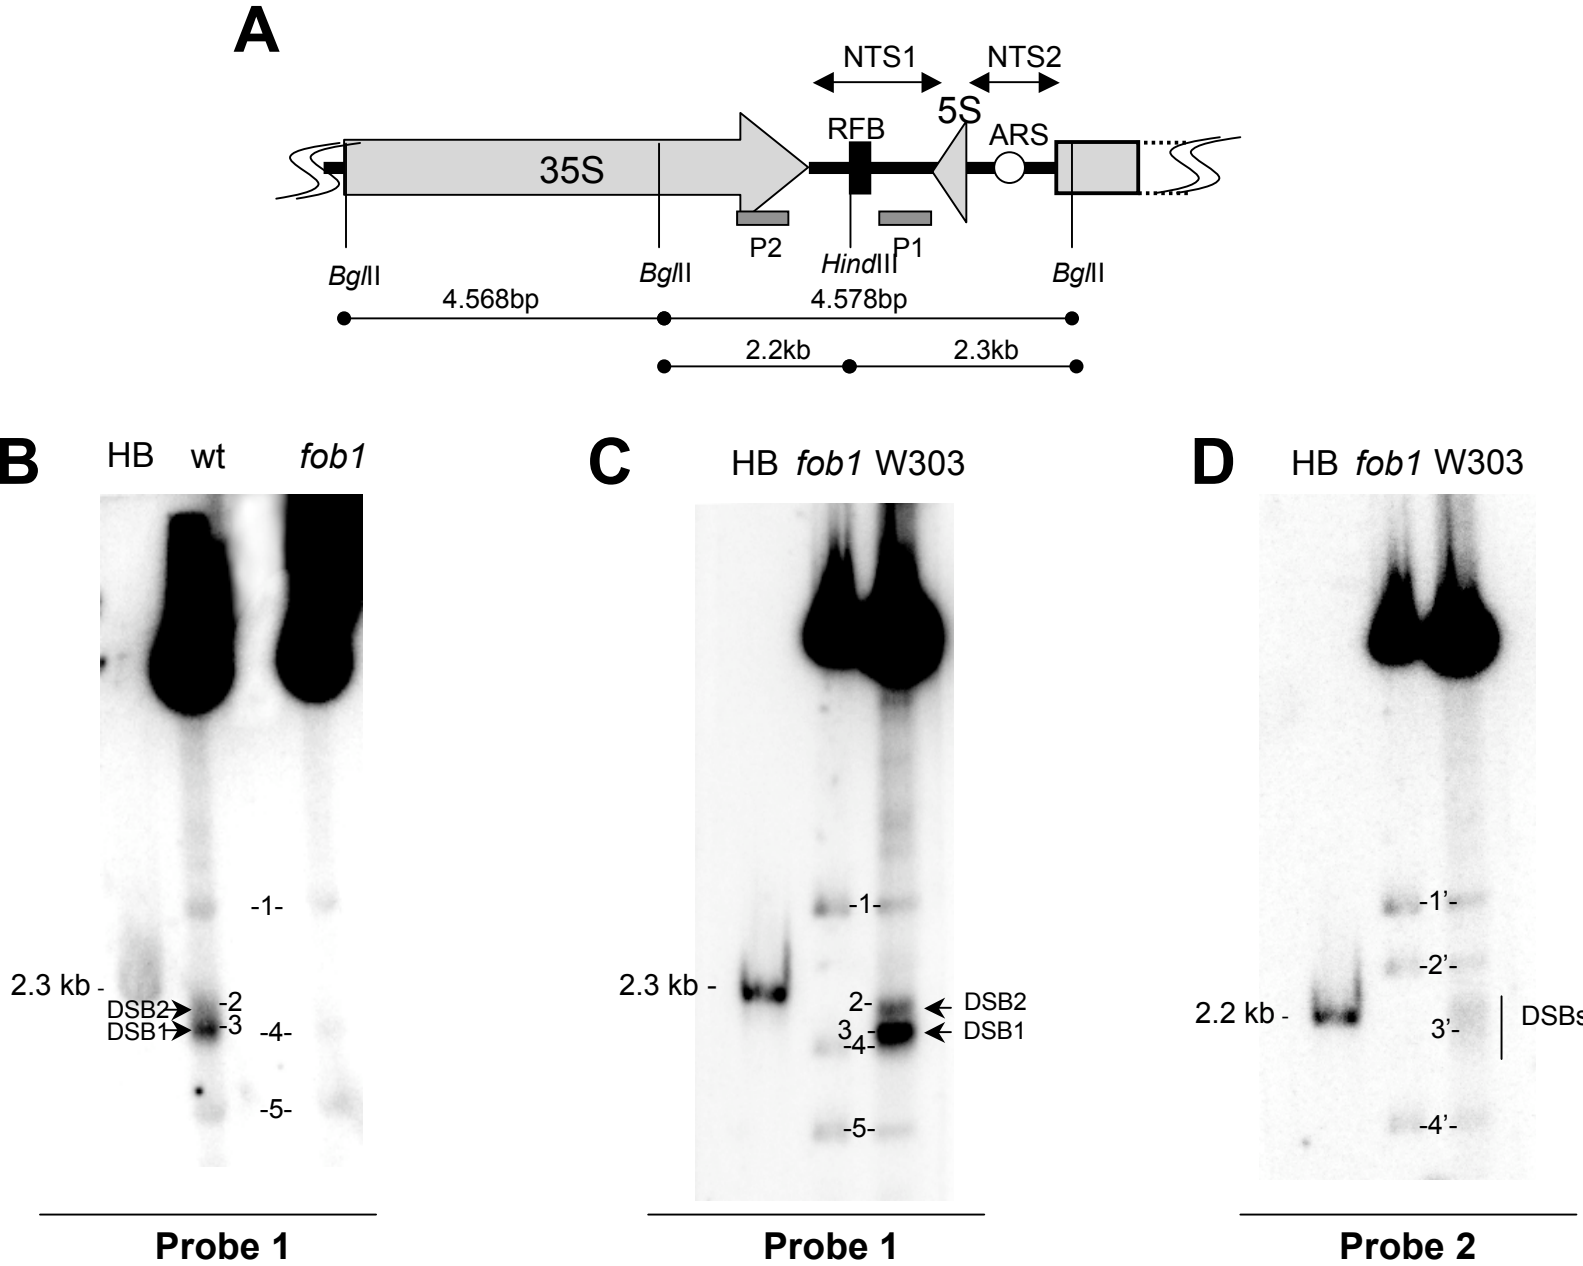 A
NTS1 NTS2
5S
RFB ARS
35S
P2 P1
HindIII
BglII BglII BglII
4.568bp 4.578bp
2.2kb 2.3kb
B C D
HB wt fob1
2.3 kb -
DSB2
DSB1
-1-
-2
-3
-4-
-5-
Probe 1
HB fob1 W303
2.3 kb -
-1-
2-
3 -
-4-
-5-
DSB2
DSB1
Probe 1
HB fob1 W303
2.2 kb -
-1’-
-2’-
3’-
-4’-
DSBs
Probe 2